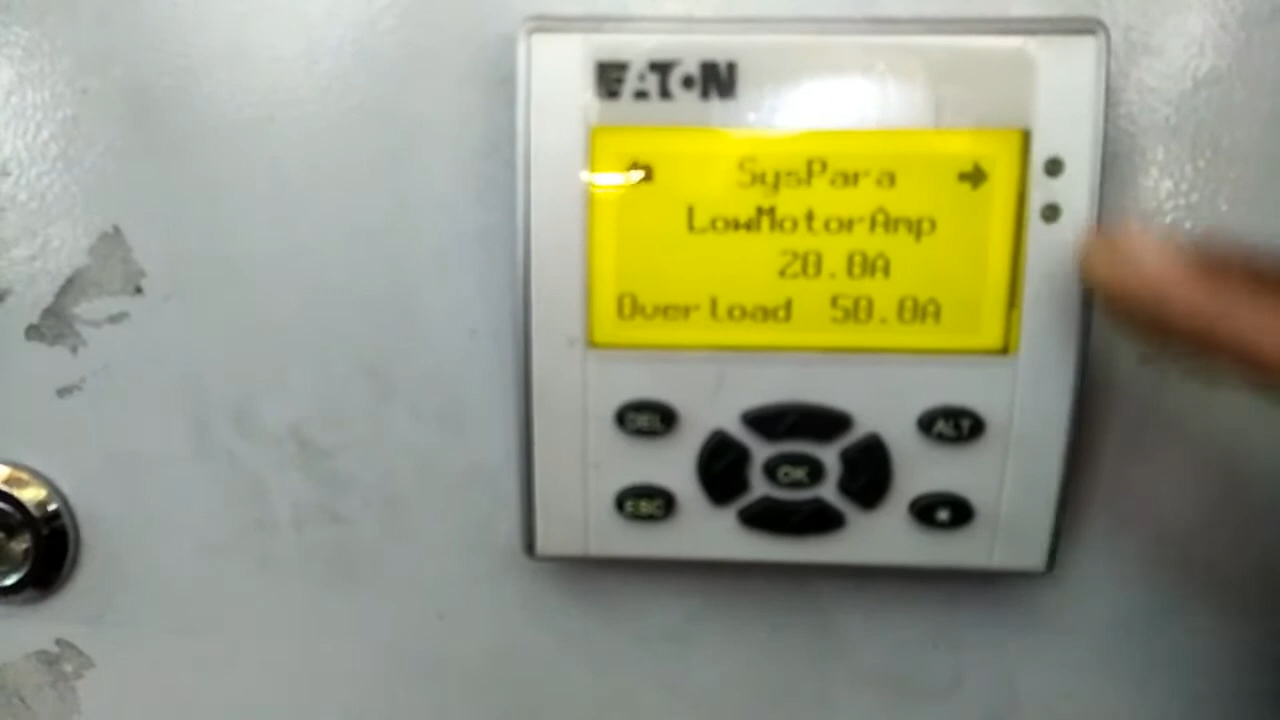 EATON
SysPara
LowMotorAmp
20.0A
Overload 50.0A
DEL
ALT
OK
ESC